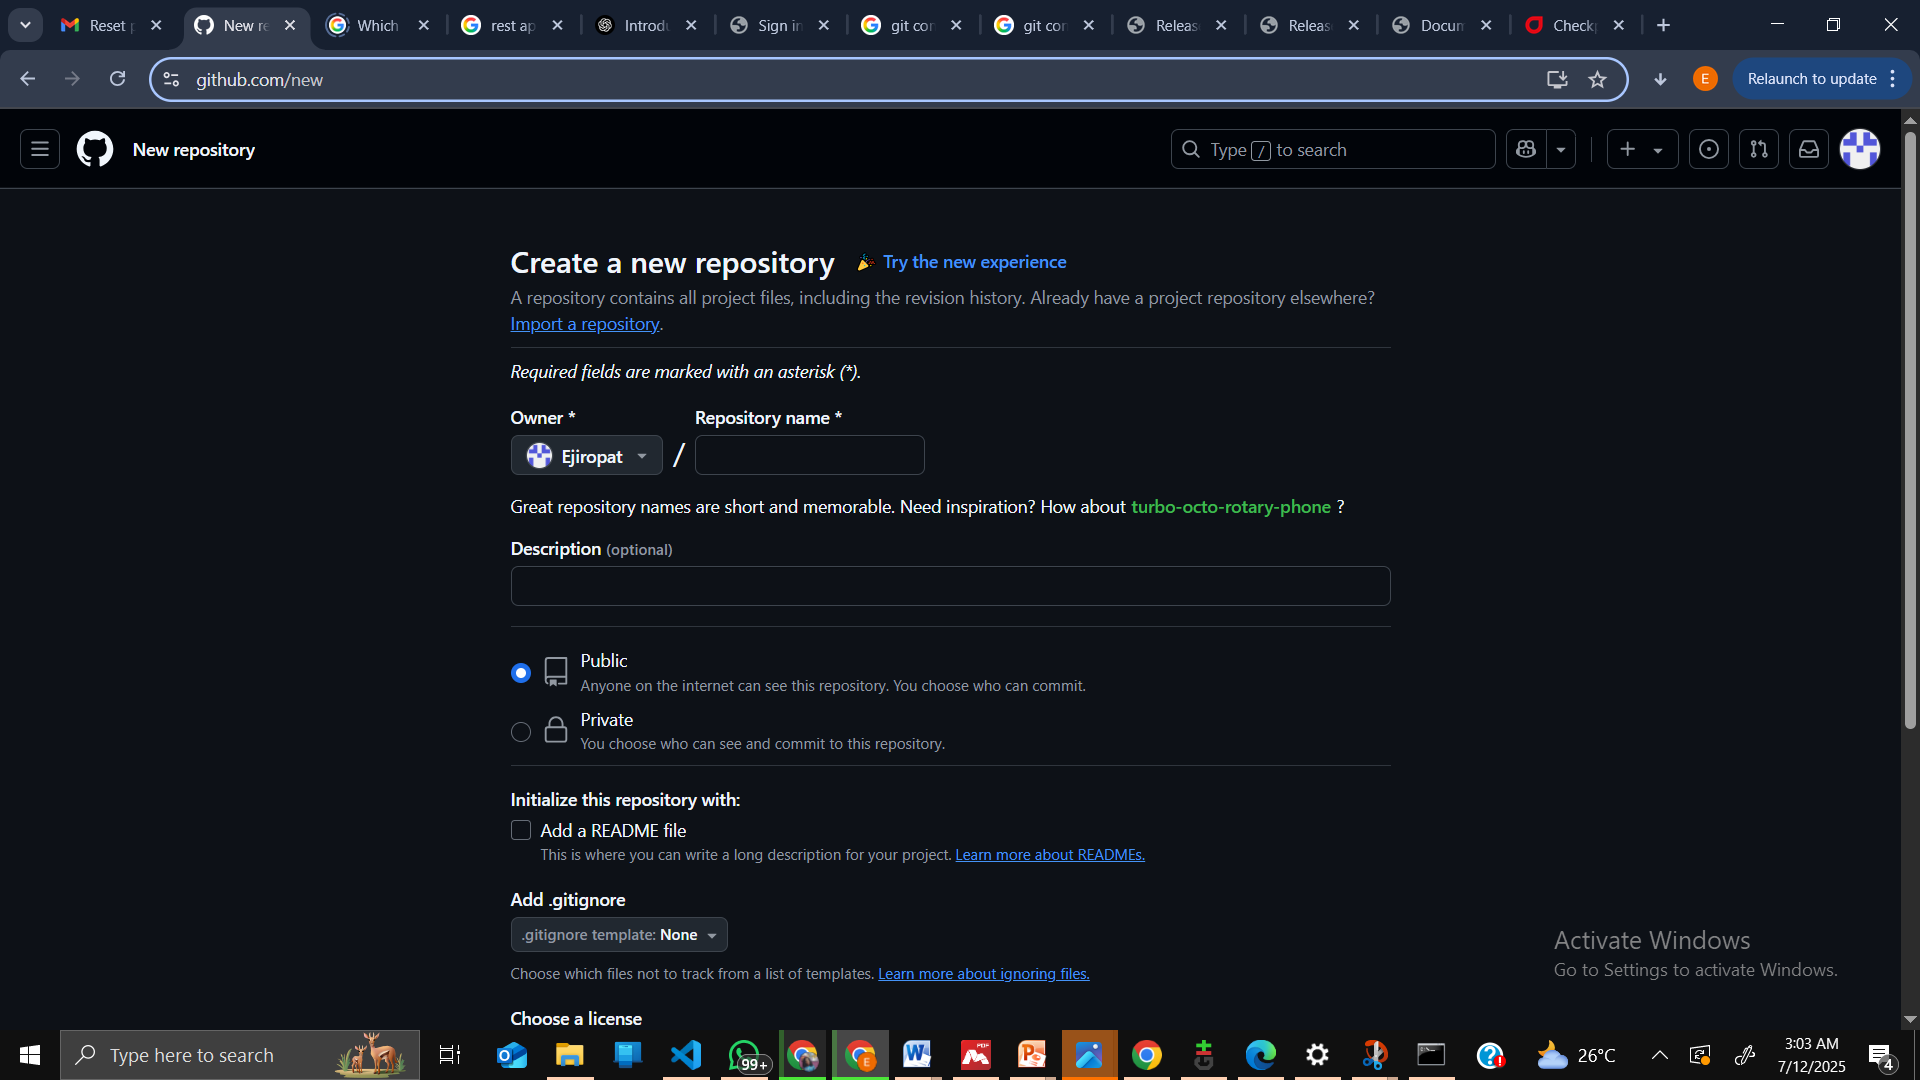 Reset p
New re
Which
rest ap
Introdu
Sign in
git con
git con
Releas
Releas
Docum
Check
github.com/new
E
Relaunch to update
New repository
Type / to search
Create a new repository
Try the new experience
A repository contains all project files, including the revision history. Already have a project repository elsewhere?
Import a repository.
Required fields are marked with an asterisk (*).
Owner *
Repository name *
Ejiropat
/
Great repository names are short and memorable. Need inspiration? How about turbo-octo-rotary-phone ?
Description (optional)
Public
Anyone on the internet can see this repository. You choose who can commit.
Private
You choose who can see and commit to this repository.
Initialize this repository with:
Add a README file
This is where you can write a long description for your project. Learn more about READMEs.
Add .gitignore
.gitignore template: None
Choose which files not to track from a list of templates. Learn more about ignoring files.
Choose a license
Activate Windows
Go to Settings to activate Windows.
Type here to search
99+
26°C
3:03 AM
7/12/2025
4